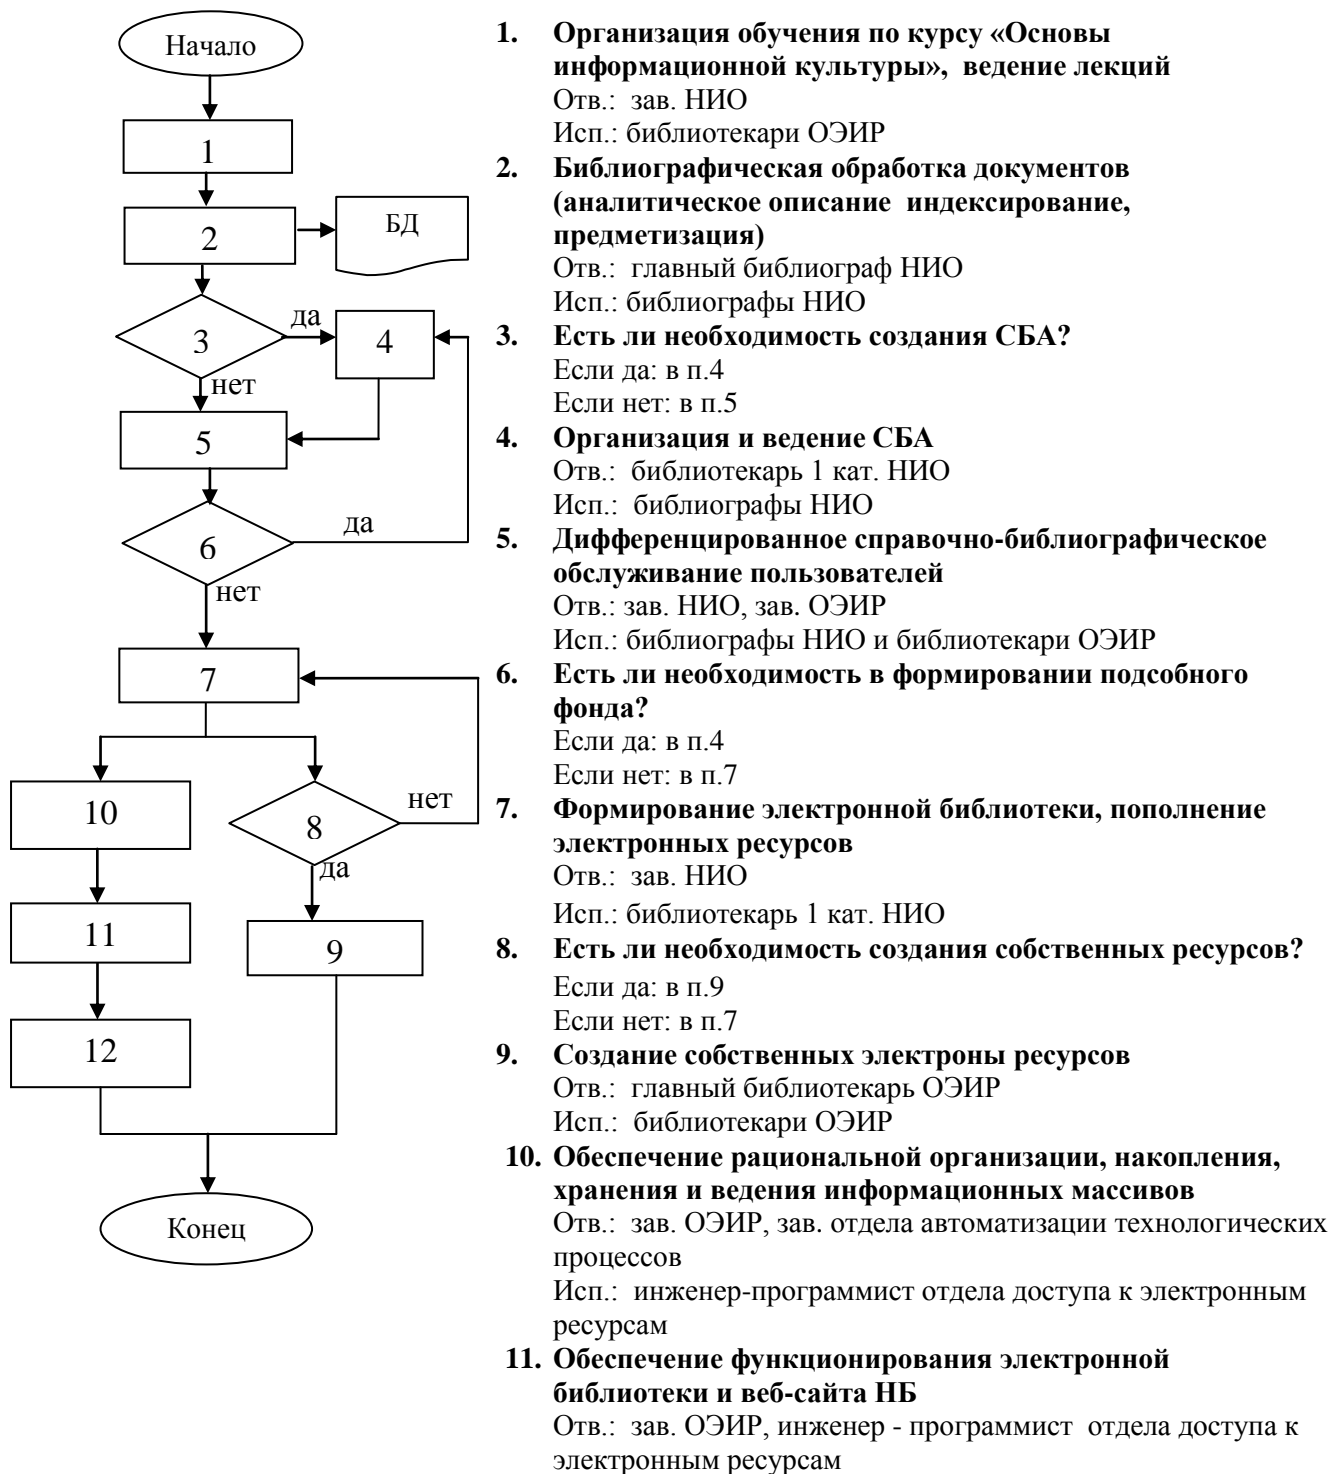 Начало
1
2
БД
3
да
4
нет
5
6
да
нет
7
10
8
нет
да
11
9
12
Конец
1. Организация обучения по курсу «Основы
информационной культуры», ведение лекций
Отв.: зав. НИО
Исп.: библиотекари ОЭИР
2. Библиографическая обработка документов
(аналитическое описание индексирование,
предметизация)
Отв.: главный библиограф НИО
Исп.: библиографы НИО
3. Есть ли необходимость создания СБА?
Если да: в п.4
Если нет: в п.5
4. Организация и ведение СБА
Отв.: библиотекарь 1 кат. НИО
Исп.: библиографы НИО
5. Дифференцированное справочно-библиографическое
обслуживание пользователей
Отв.: зав. НИО, зав. ОЭИР
Исп.: библиографы НИО и библиотекари ОЭИР
6. Есть ли необходимость в формировании подсобного
фонда?
Если да: в п.4
Если нет: в п.7
7. Формирование электронной библиотеки, пополнение
электронных ресурсов
Отв.: зав. НИО
Исп.: библиотекарь 1 кат. НИО
8. Есть ли необходимость создания собственных ресурсов?
Если да: в п.9
Если нет: в п.7
9. Создание собственных электроны ресурсов
Отв.: главный библиотекарь ОЭИР
Исп.: библиотекари ОЭИР
10. Обеспечение рациональной организации, накопления,
хранения и ведения информационных массивов
Отв.: зав. ОЭИР, зав. отдела автоматизации технологических
процессов
Исп.: инженер-программист отдела доступа к электронным
ресурсам
11. Обеспечение функционирования электронной
библиотеки и веб-сайта НБ
Отв.: зав. ОЭИР, инженер - программист отдела доступа к
электронным ресурсам